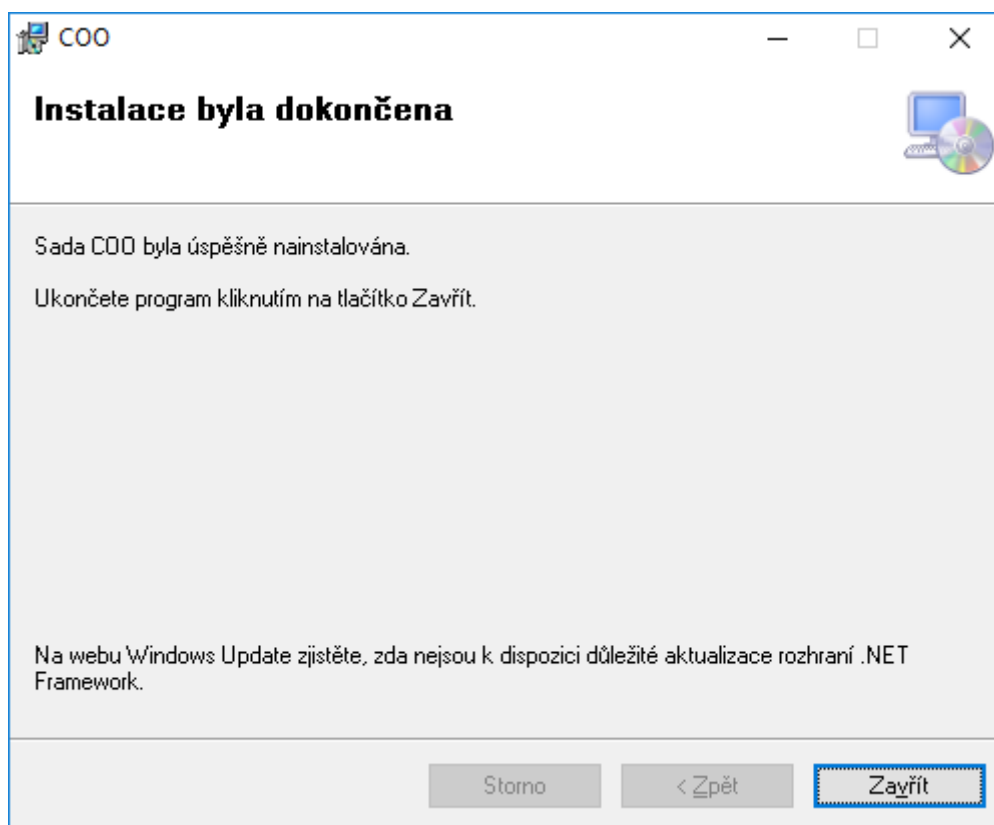 COO
Instalace byla dokončena
Sada COO byla úspěšně nainstalována.
Ukončete program kliknutím na tlačítko Zavřít.
Na webu Windows Update zjistěte, zda nejsou k dispozici důležité aktualizace rozhraní .NET
Framework.
Storno
< Zpět
Zavřít